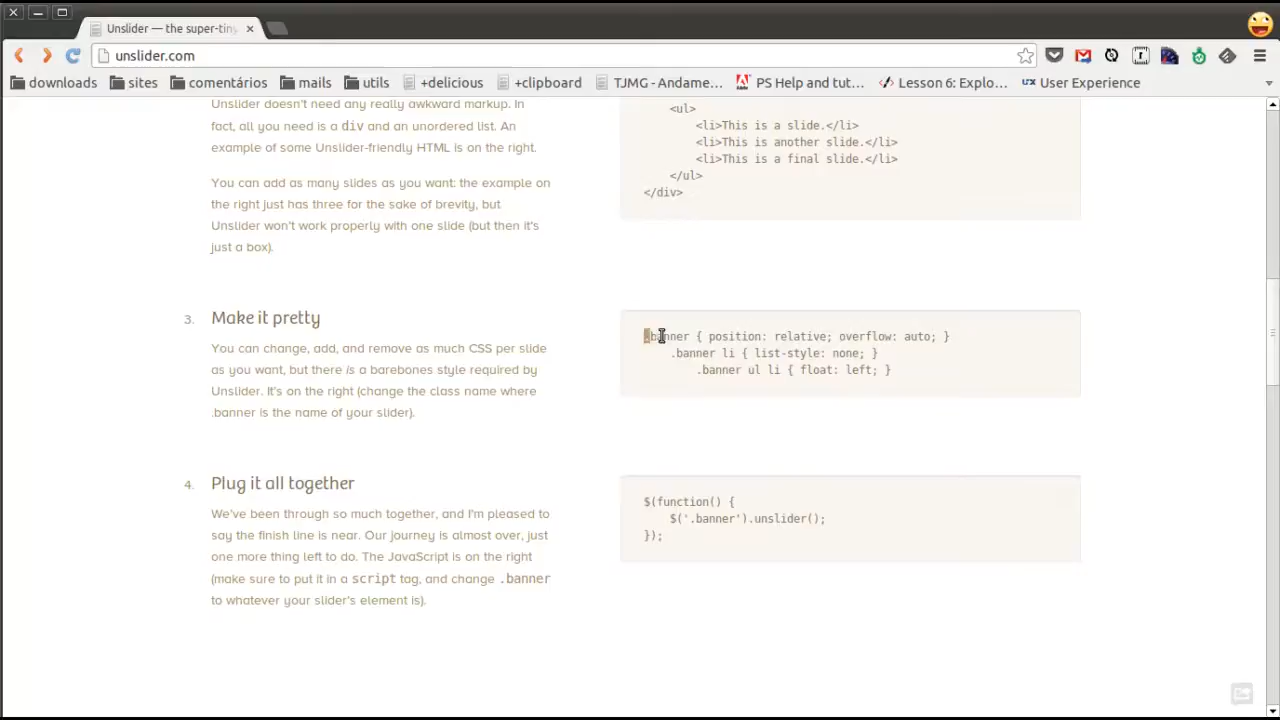 Unslider — the super-tiny
unslider.com
downloads sites comentários mails utils +delicious +clipboard TJMG - Andame... PS Help and tut... Lesson 6: Explo... UX User Experience
Unslider doesn't need any really awkward markup. In
fact, all you need is a div and an unordered list. An
example of some Unslider-friendly HTML is on the right.
You can add as many slides as you want: the example on
the right just has three for the sake of brevity, but
Unslider won't work properly with one slide (but then it's
just a box).
<ul>
<li>This is a slide.</li>
<li>This is another slide.</li>
<li>This is a final slide.</li>
</ul>
</div>
3. Make it pretty
You can change, add, and remove as much CSS per slide
as you want, but there is a barebones style required by
Unslider. It's on the right (change the class name where
.banner is the name of your slider).
.banner { position: relative; overflow: auto; }
.banner li { list-style: none; }
.banner ul li { float: left; }
4. Plug it all together
We've been through so much together, and I'm pleased to
say the finish line is near. Our journey is almost over, just
one more thing left to do. The JavaScript is on the right
(make sure to put it in a script tag, and change .banner
to whatever your slider's element is).
$(function() {
$('.banner').unslider();
});